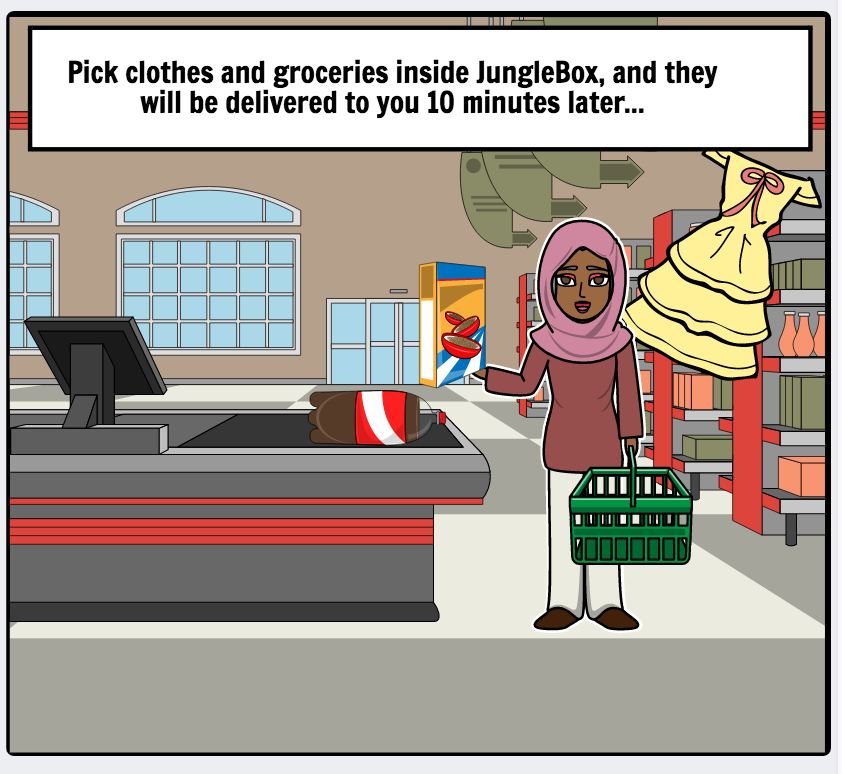 Pick clothes and groceries inside JungleBox, and they
will be delivered to you 10 minutes later...